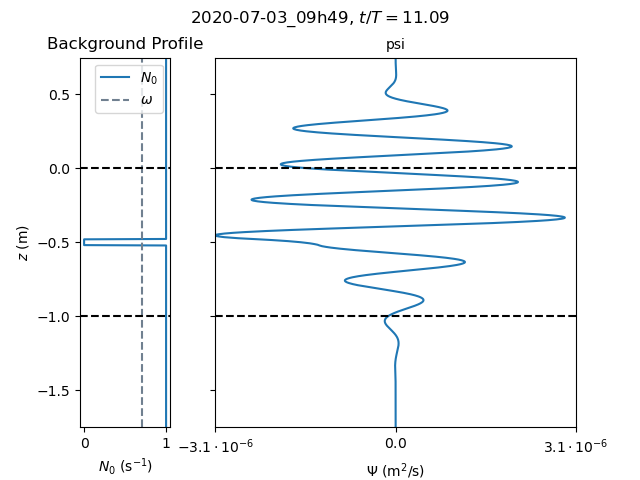 2020-07-03_09h49, t/T = 11.09
Background Profile
psi
N₀
ω
0.5
0.0
−0.5
−1.0
−1.5
z (m)
0
1
N₀ (s⁻¹)
−3.1 · 10⁻⁶
0.0
3.1 · 10⁻⁶
Ψ (m²/s)